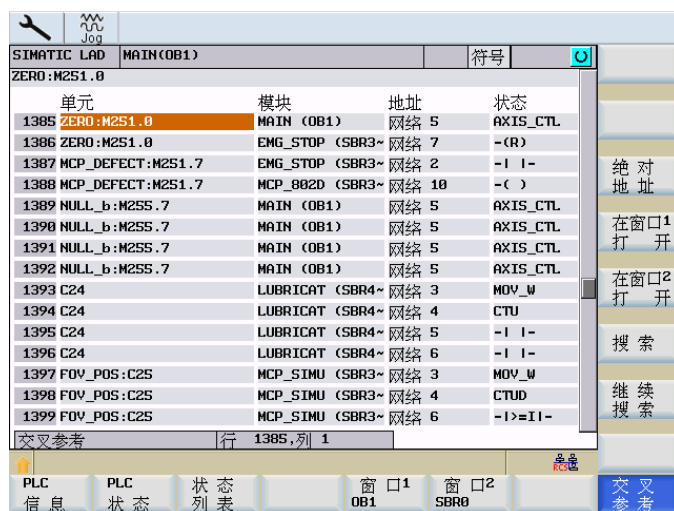 Jog
SIMATIC LAD MAIN(OB1) 符号
ZERO:M251.0
单元 模块 地址 状态
1385 ZERO:M251.0 MAIN (OB1) 网络 5 AXIS_CTL
1386 ZERO:M251.0 EMG_STOP (SBR3~ 网络 7 -(R)
1387 MCP_DEFECT:M251.7 EMG_STOP (SBR3~ 网络 2 -| |-
1388 MCP_DEFECT:M251.7 MCP_802D (SBR3~ 网络 10 -( )
1389 NULL_b:M255.7 MAIN (OB1) 网络 5 AXIS_CTL
1390 NULL_b:M255.7 MAIN (OB1) 网络 5 AXIS_CTL
1391 NULL_b:M255.7 MAIN (OB1) 网络 5 AXIS_CTL
1392 NULL_b:M255.7 MAIN (OB1) 网络 5 AXIS_CTL
1393 C24 LUBRICAT (SBR4~ 网络 3 MOV_W
1394 C24 LUBRICAT (SBR4~ 网络 4 CTU
1395 C24 LUBRICAT (SBR4~ 网络 5 -| |-
1396 C24 LUBRICAT (SBR4~ 网络 6 -| |-
1397 FOV_POS:C25 MCP_SIMU (SBR3~ 网络 3 MOV_W
1398 FOV_POS:C25 MCP_SIMU (SBR3~ 网络 4 CTUD
1399 FOV_POS:C25 MCP_SIMU (SBR3~ 网络 6 -|>=I|-
交叉参考 行 1385,列 1
绝 对
地 址
在窗口1
打 开
在窗口2
打 开
搜 索
继 续
搜 索
RCS
PLC
信 息
PLC
状 态
状 态
列 表
窗 口1
OB1
窗 口2
SBR0
交 叉
参 考